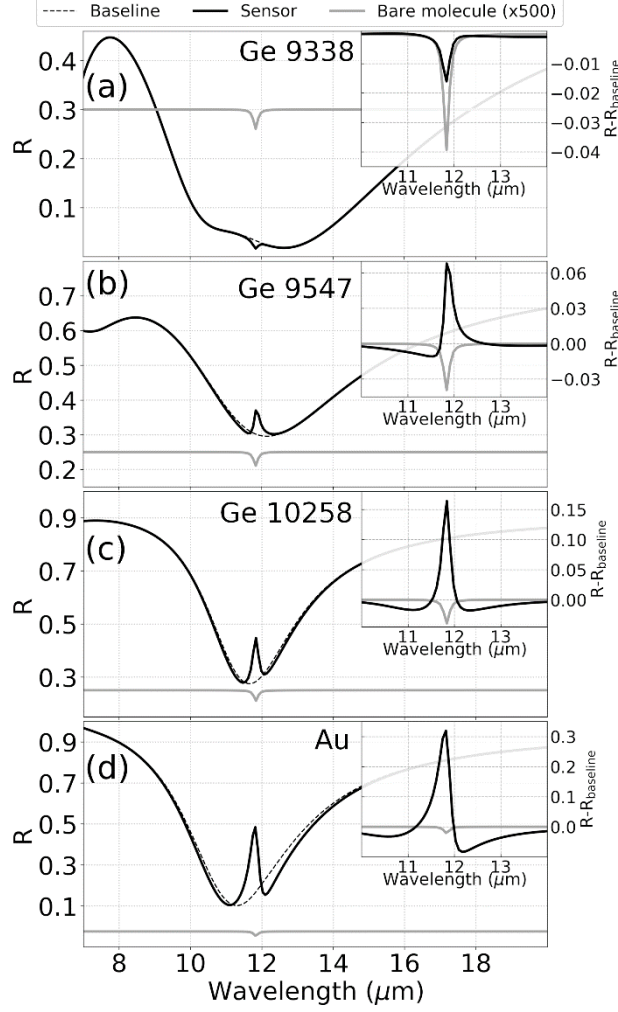 Baseline Sensor Bare molecule (x500)
(a)
Ge 9338
R
0.4
0.3
0.2
0.1
−0.01
−0.02
−0.03
−0.04
R-Rbaseline
11 12 13
Wavelength (μm)
(b)
Ge 9547
R
0.7
0.6
0.5
0.4
0.3
0.2
0.06
0.03
0.00
−0.03
R-Rbaseline
11 12 13
Wavelength (μm)
(c)
Ge 10258
R
0.9
0.7
0.5
0.3
0.15
0.10
0.05
0.00
R-Rbaseline
11 12 13
Wavelength (μm)
(d)
Au
R
0.9
0.7
0.5
0.3
0.1
0.3
0.2
0.1
0.0
R-Rbaseline
11 12 13
Wavelength (μm)
8 10 12 14 16 18
Wavelength (μm)